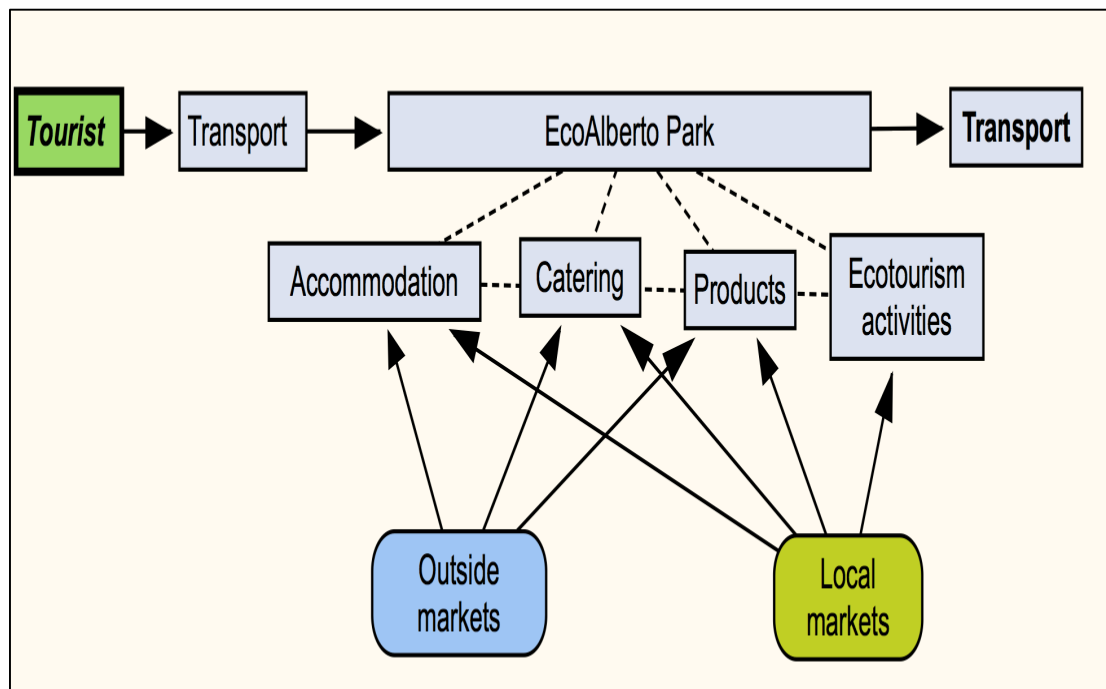 Tourist
Transport
EcoAlberto Park
Transport
Accommodation
Catering
Products
Ecotourism
activities
Outside
markets
Local
markets